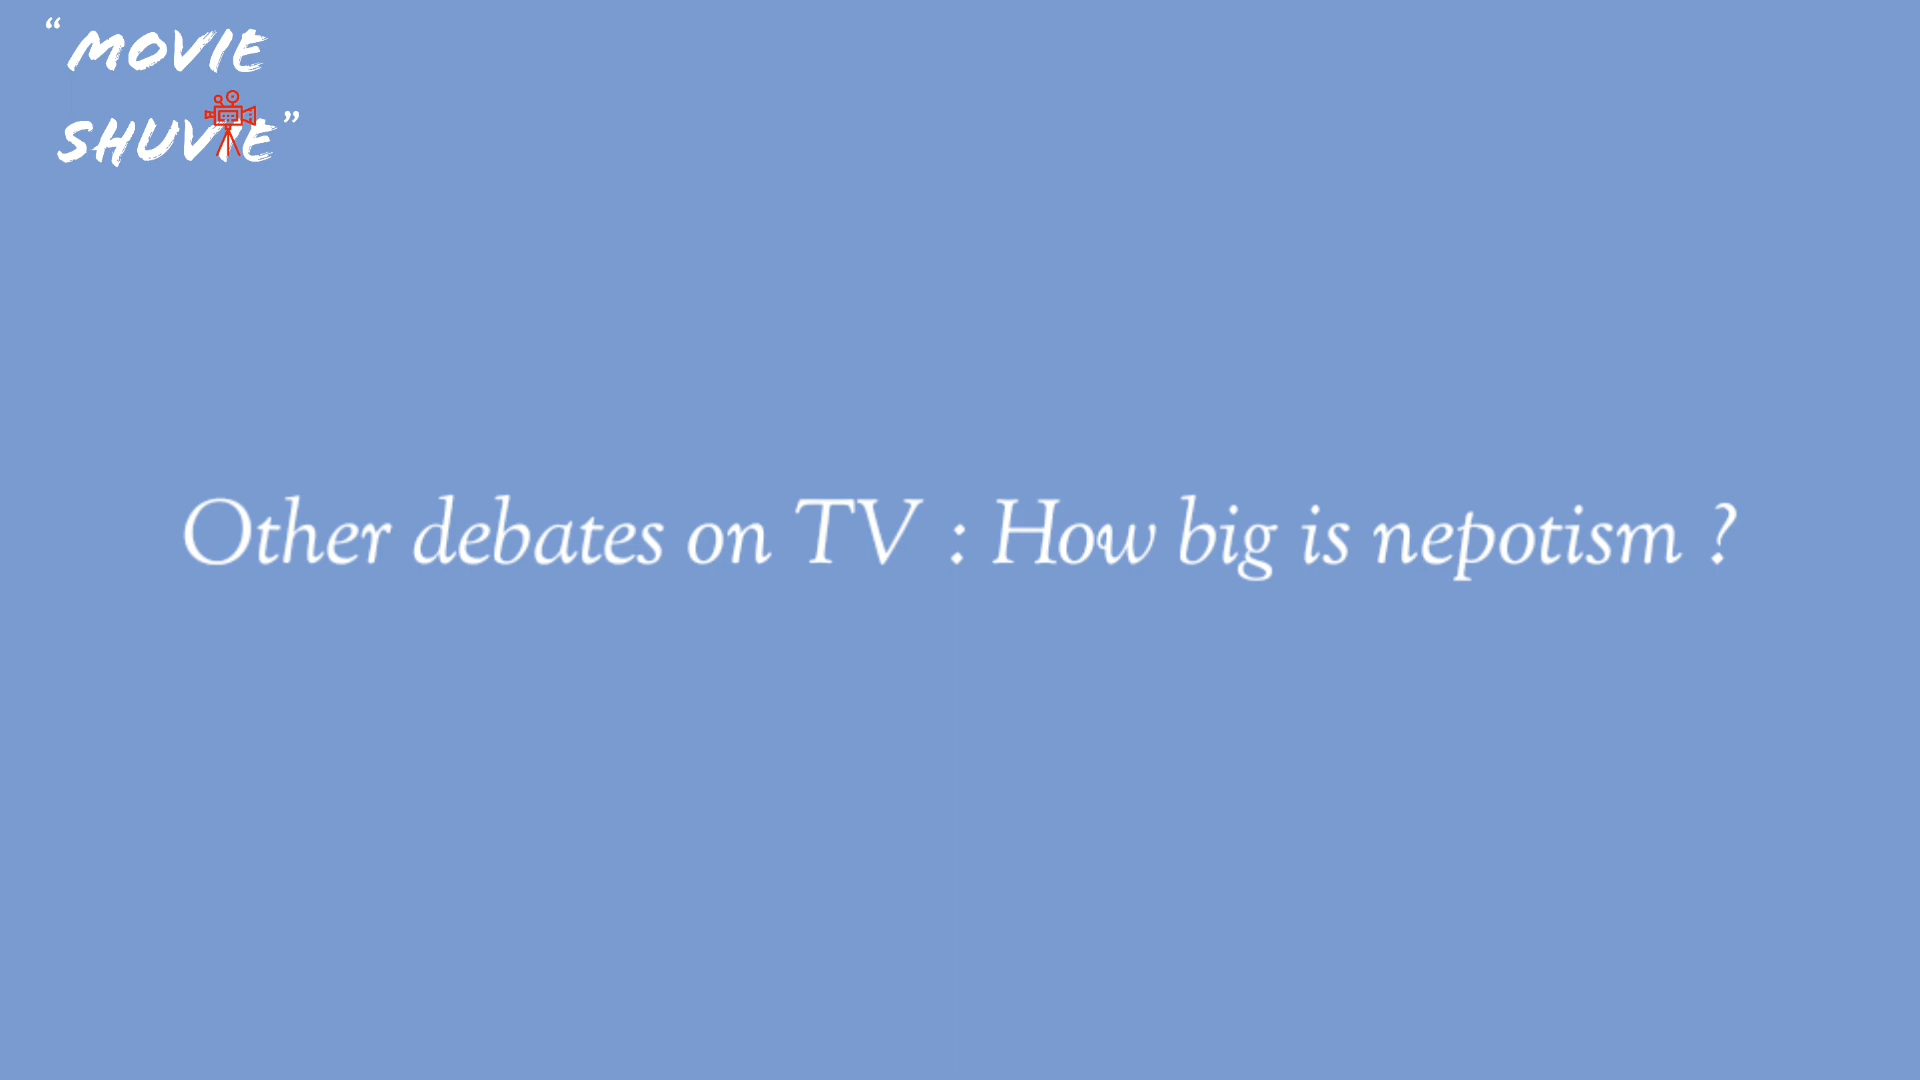 “MOVIE
SHUVIE”
Other debates on TV : How big is nepotism ?